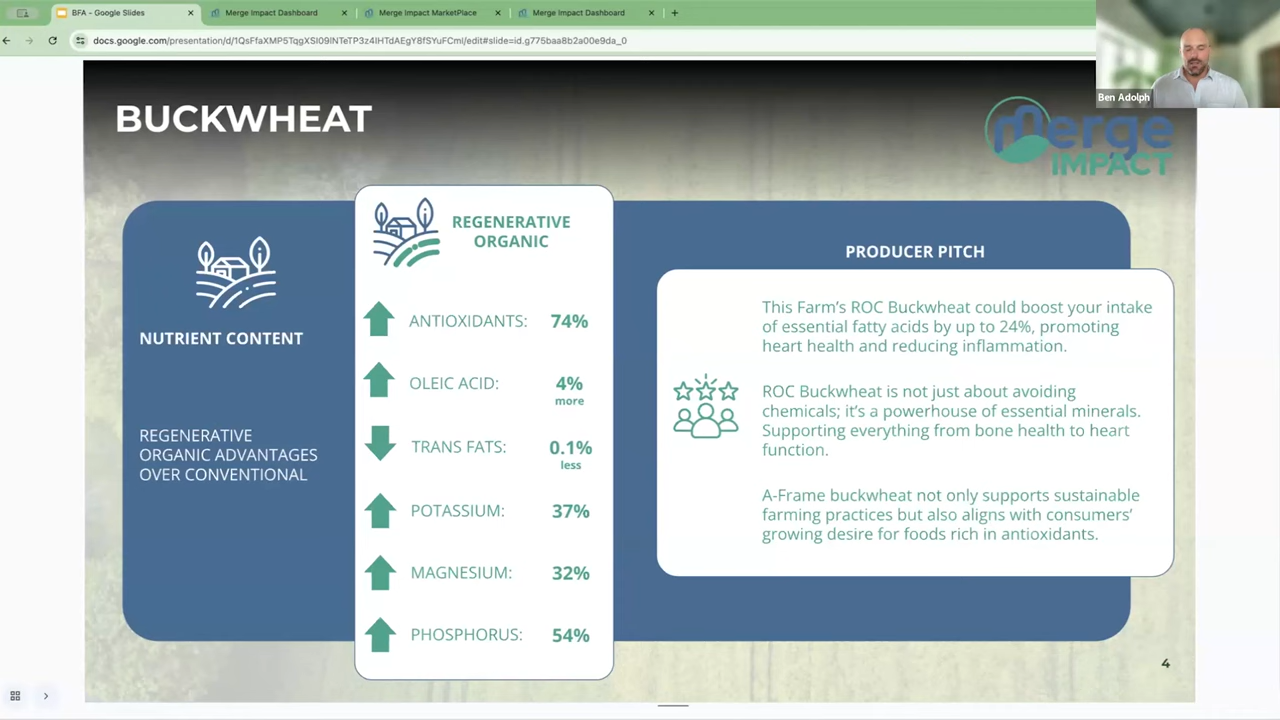 BFA - Google Slides
Merge Impact Dashboard
Merge Impact MarketPlace
Merge Impact Dashboard
docs.google.com/presentation/d/1QsFfaXMP5TqgXSI09INTeTP3z4IHTdAEgY8fSYuFCmI/edit#slide=id.g775baa8b2a00e9da_0
Ben Adolph
BUCKWHEAT
Merge
IMPACT
NUTRIENT CONTENT
REGENERATIVE
ORGANIC ADVANTAGES
OVER CONVENTIONAL
REGENERATIVE
ORGANIC
ANTIOXIDANTS: 74%
OLEIC ACID: 4%
more
TRANS FATS: 0.1%
less
POTASSIUM: 37%
MAGNESIUM: 32%
PHOSPHORUS: 54%
PRODUCER PITCH
This Farm's ROC Buckwheat could boost your intake
of essential fatty acids by up to 24%, promoting
heart health and reducing inflammation.
ROC Buckwheat is not just about avoiding
chemicals; it's a powerhouse of essential minerals.
Supporting everything from bone health to heart
function.
A-Frame buckwheat not only supports sustainable
farming practices but also aligns with consumers'
growing desire for foods rich in antioxidants.
4